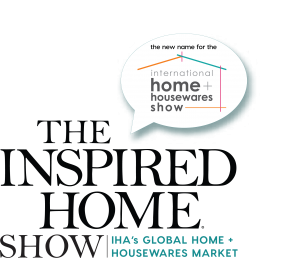 the new name for the
international
home+
housewares
show
THE
INSPIRED
HOME
SHOW
IHA's GLOBAL HOME +
HOUSEWARES MARKET